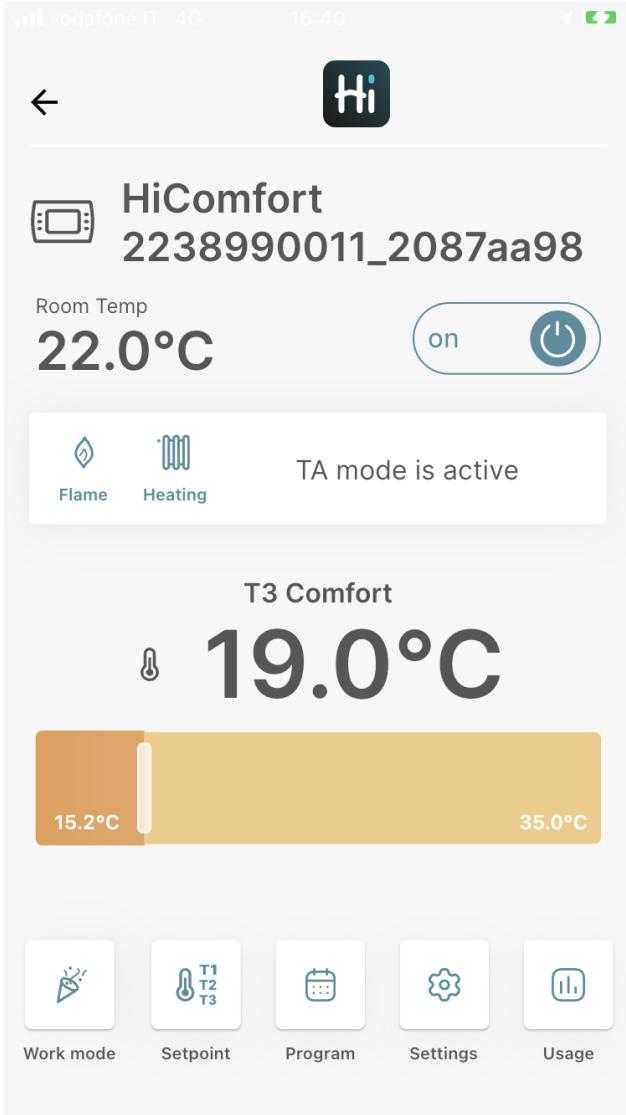 vodafone IT 4G 16:40
Hi
HiComfort
2238990011_2087aa98
Room Temp
22.0°C
on
Flame Heating TA mode is active
T3 Comfort
19.0°C
15.2°C 35.0°C
T1
T2
T3
Work mode Setpoint Program Settings Usage